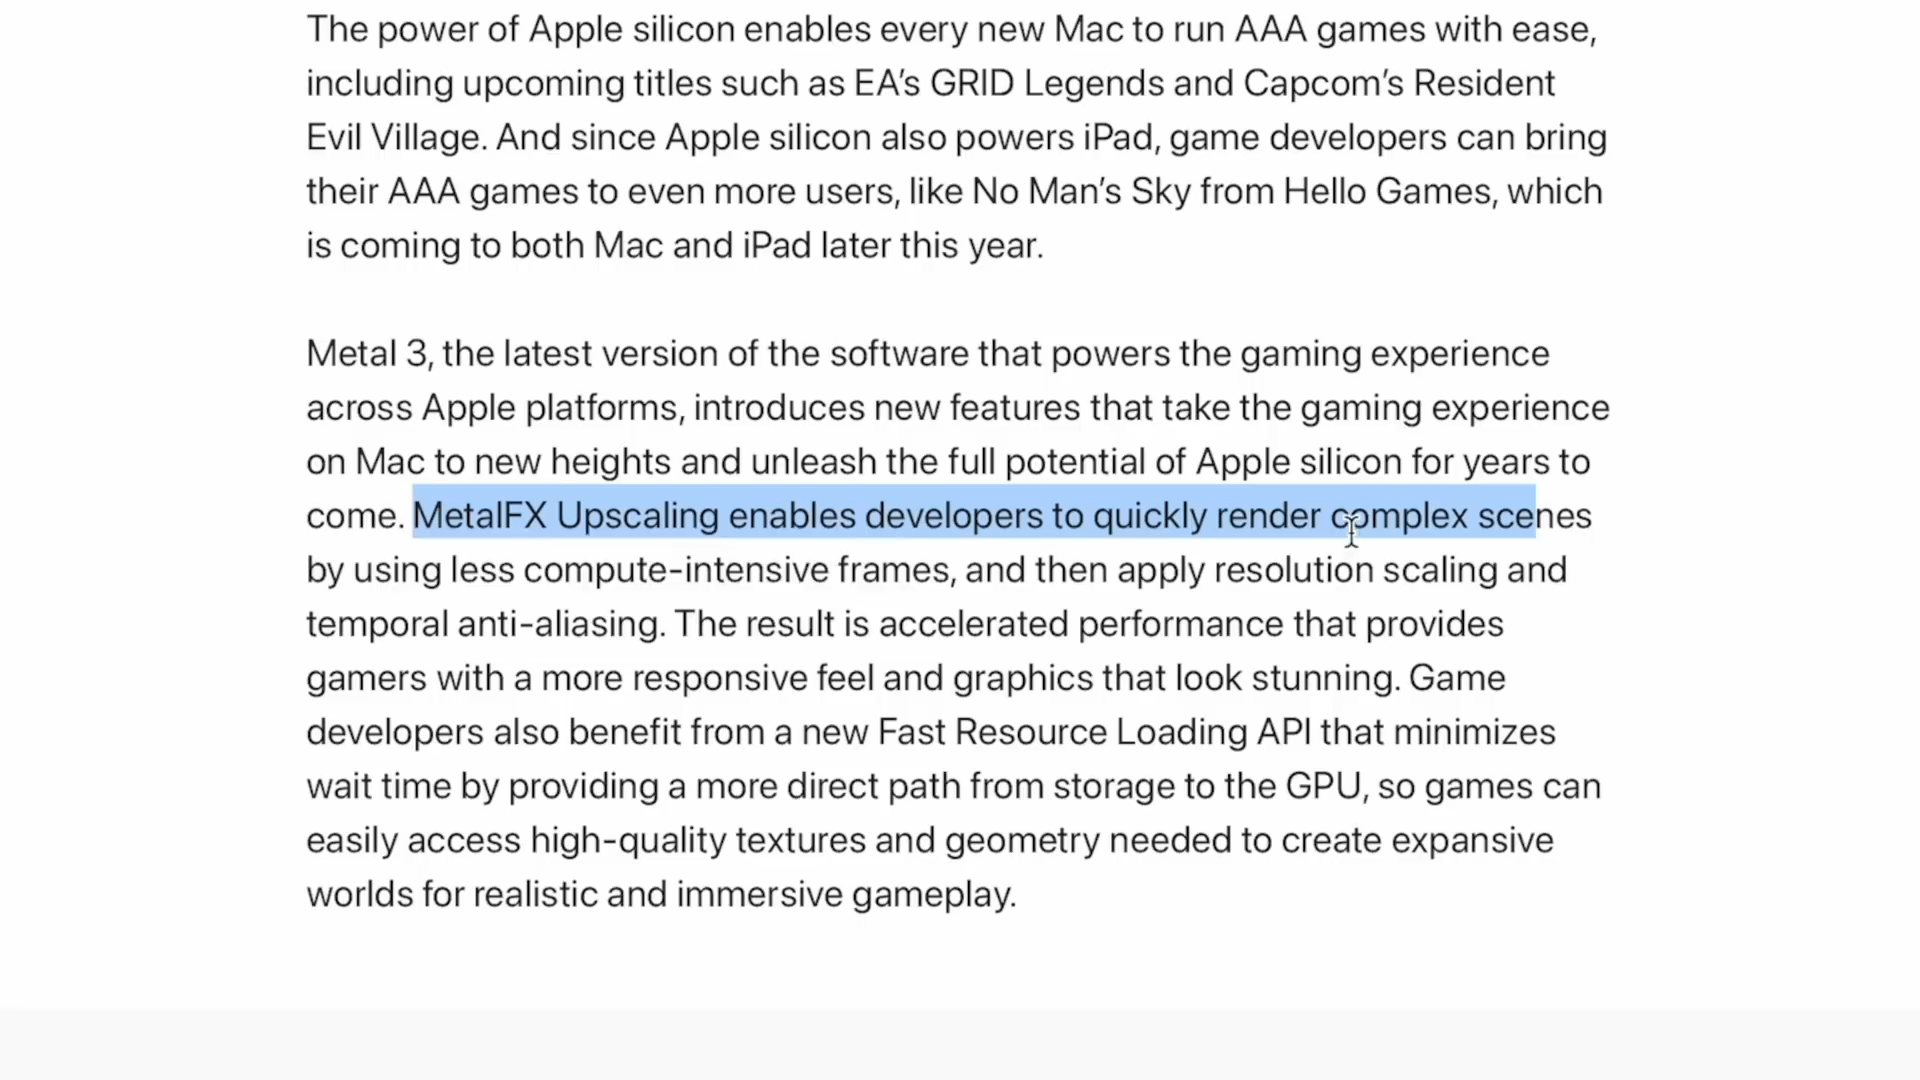 The power of Apple silicon enables every new Mac to run AAA games with ease,
including upcoming titles such as EA’s GRID Legends and Capcom’s Resident
Evil Village. And since Apple silicon also powers iPad, game developers can bring
their AAA games to even more users, like No Man’s Sky from Hello Games, which
is coming to both Mac and iPad later this year.
Metal 3, the latest version of the software that powers the gaming experience
across Apple platforms, introduces new features that take the gaming experience
on Mac to new heights and unleash the full potential of Apple silicon for years to
come. MetalFX Upscaling enables developers to quickly render complex scenes
by using less compute-intensive frames, and then apply resolution scaling and
temporal anti-aliasing. The result is accelerated performance that provides
gamers with a more responsive feel and graphics that look stunning. Game
developers also benefit from a new Fast Resource Loading API that minimizes
wait time by providing a more direct path from storage to the GPU, so games can
easily access high-quality textures and geometry needed to create expansive
worlds for realistic and immersive gameplay.